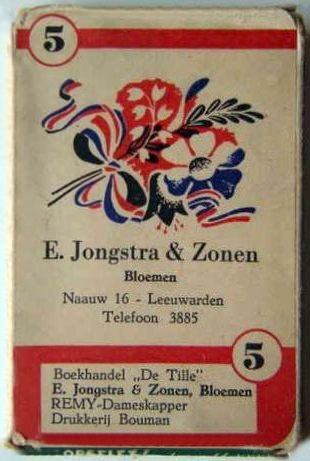 5
E. Jongstra & Zonen
Bloemen
Naauw 16 - Leeuwarden
Telefoon 3885
5
Boekhandel „De Tille"
E. Jongstra & Zonen, Bloemen
REMY-Dameskapper
Drukkerij Bouman